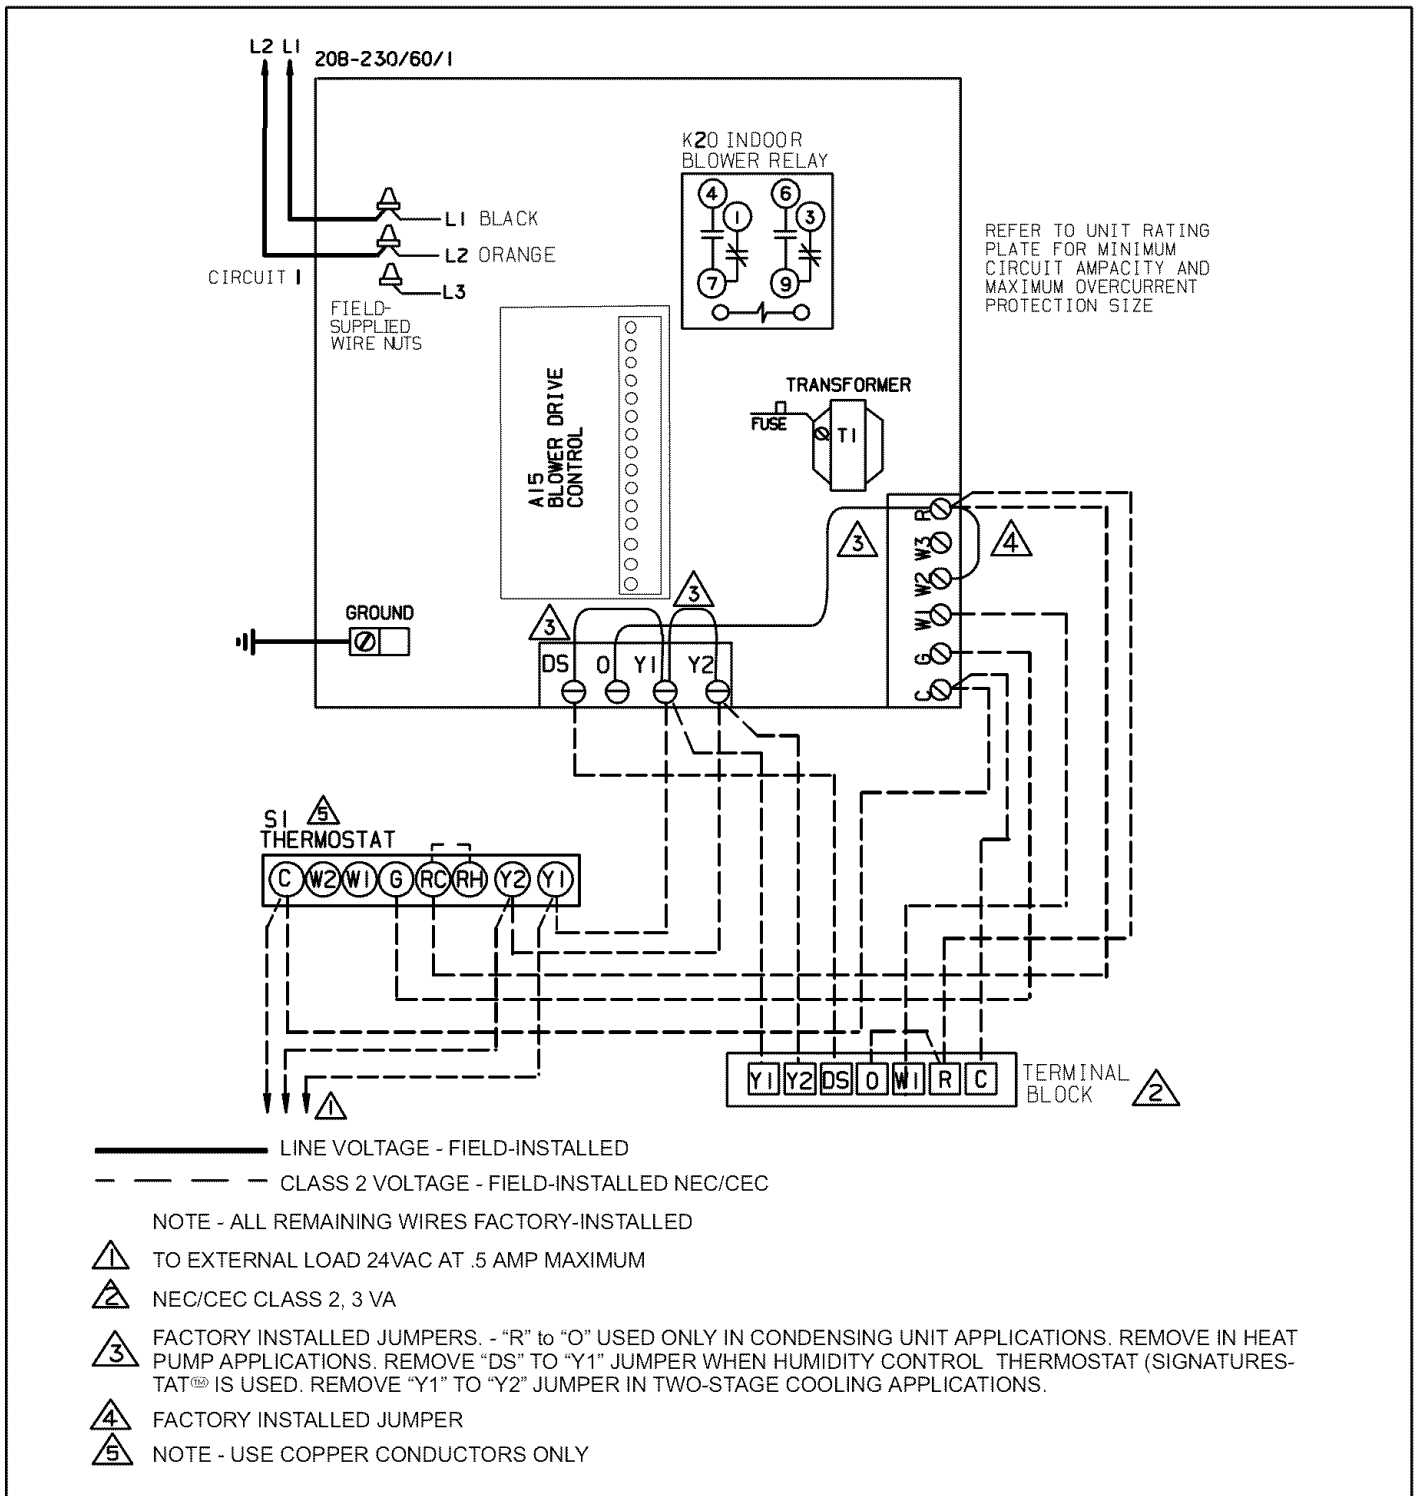 L2 L1
208-230/60/1
K20 INDOOR
BLOWER RELAY
4
6
1
3
7
9
L1 BLACK
L2 ORANGE
L3
CIRCUIT 1
FIELD-
SUPPLIED
WIRE NUTS
REFER TO UNIT RATING
PLATE FOR MINIMUM
CIRCUIT AMPACITY AND
MAXIMUM OVERCURRENT
PROTECTION SIZE
A15
BLOWER DRIVE
CONTROL
TRANSFORMER
FUSE
T1
R
W3
W2
W1
G
C
3
4
GROUND
3
3
DS O Y1 Y2
S1
5
THERMOSTAT
C W2 W1 G RC RH Y2 Y1
1
Y1 Y2 DS O W1 R C
TERMINAL
BLOCK
2
LINE VOLTAGE - FIELD-INSTALLED
CLASS 2 VOLTAGE - FIELD-INSTALLED NEC/CEC
NOTE - ALL REMAINING WIRES FACTORY-INSTALLED
1 TO EXTERNAL LOAD 24VAC AT .5 AMP MAXIMUM
2 NEC/CEC CLASS 2, 3 VA
3 FACTORY INSTALLED JUMPERS. - “R” to “O” USED ONLY IN CONDENSING UNIT APPLICATIONS. REMOVE IN HEAT
PUMP APPLICATIONS. REMOVE “DS” TO “Y1” JUMPER WHEN HUMIDITY CONTROL THERMOSTAT (SIGNATURES-
TAT™ IS USED. REMOVE “Y1” TO “Y2” JUMPER IN TWO-STAGE COOLING APPLICATIONS.
4 FACTORY INSTALLED JUMPER
5 NOTE - USE COPPER CONDUCTORS ONLY